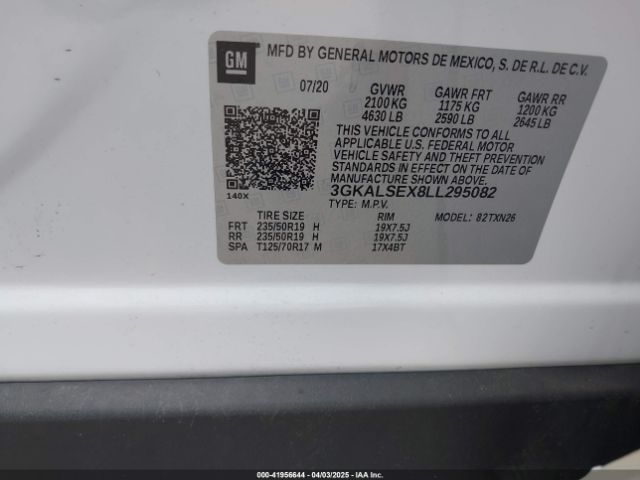 GM MFD BY GENERAL MOTORS DE MEXICO, S. DE R.L. DE C.V.
07/20 GVWR GAWR FRT GAWR RR
2100 KG 1175 KG 1200 KG
4630 LB 2590 LB 2645 LB
THIS VEHICLE CONFORMS TO ALL
APPLICABLE U.S. FEDERAL MOTOR
VEHICLE SAFETY AND THEFT PREVENTION
STANDARDS IN EFFECT ON THE DATE OF
MANUFACTURE SHOWN ABOVE.
3GKALSEX8LL295082
140X
TYPE: M.P.V.
TIRE SIZE RIM MODEL: 82TXN26
FRT 235/50R19 H 19X7.5J
RR 235/50R19 H 19X7.5J
SPA T125/70R17 M 17X4BT
000-41956644 - 04/03/2025 - IAA Inc.